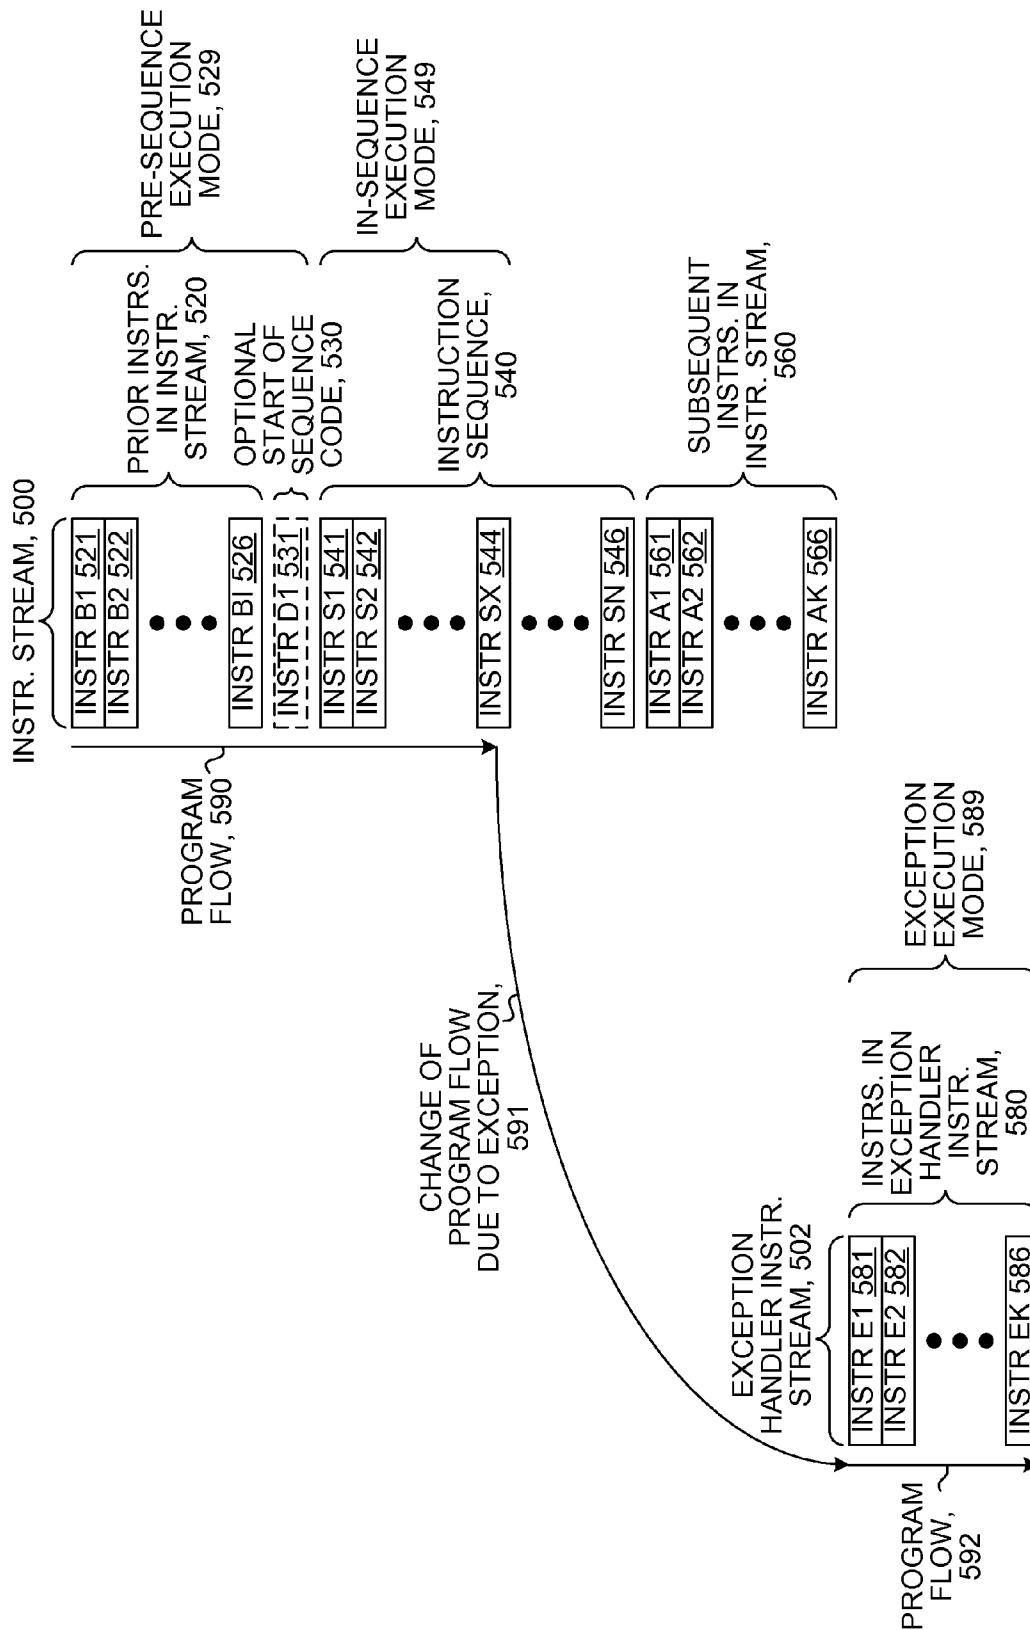 INSTR. STREAM, 500
INSTR B1 521
INSTR B2 522
INSTR BI 526
INSTR D1 531
INSTR S1 541
INSTR S2 542
INSTR SX 544
INSTR SN 546
INSTR A1 561
INSTR A2 562
INSTR AK 566
PRIOR INSTRS.
IN INSTR.
STREAM, 520
OPTIONAL
START OF
SEQUENCE
CODE, 530
INSTRUCTION
SEQUENCE,
540
SUBSEQUENT
INSTRS. IN
INSTR. STREAM,
560
PRE-SEQUENCE
EXECUTION
MODE, 529
IN-SEQUENCE
EXECUTION
MODE, 549
PROGRAM
FLOW, 590
CHANGE OF
PROGRAM FLOW
DUE TO EXCEPTION,
591
EXCEPTION
HANDLER INSTR.
STREAM, 502
INSTR E1 581
INSTR E2 582
INSTR EK 586
INSTRS. IN
EXCEPTION
HANDLER
INSTR.
STREAM,
580
EXCEPTION
EXECUTION
MODE, 589
PROGRAM
FLOW,
592